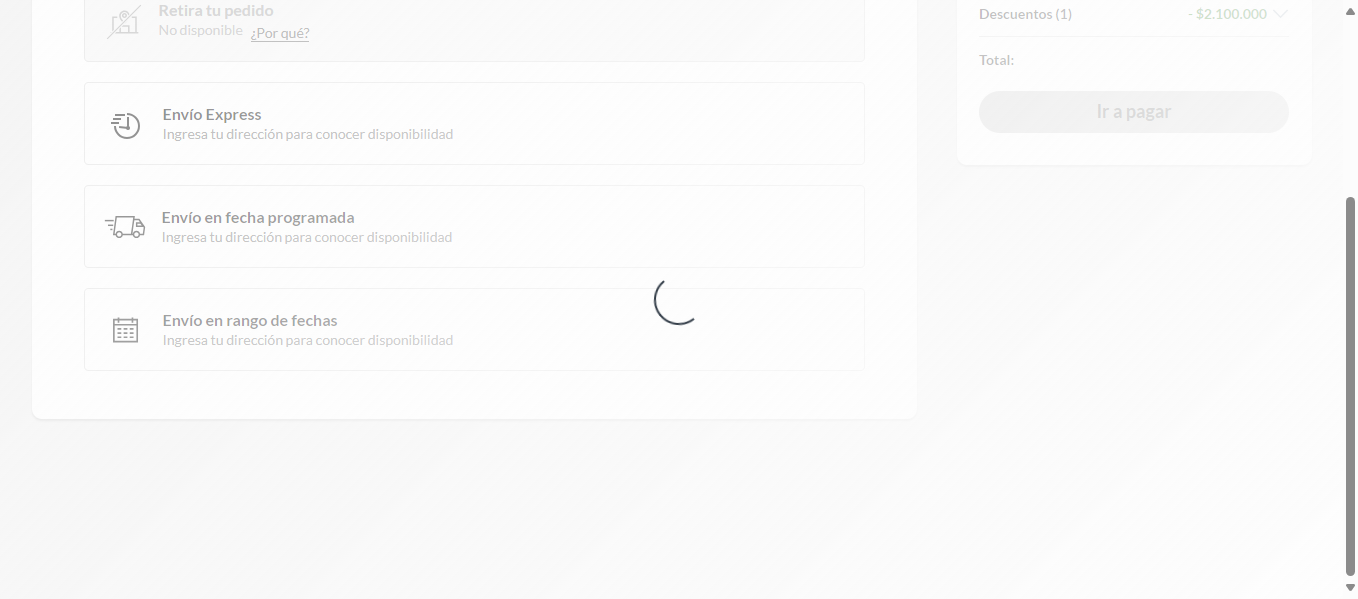 Retira tu pedido
No disponible ¿Por qué?
Envío Express
Ingresa tu dirección para conocer disponibilidad
Envío en fecha programada
Ingresa tu dirección para conocer disponibilidad
Envío en rango de fechas
Ingresa tu dirección para conocer disponibilidad
Descuentos (1) - $2.100.000
Total:
Ir a pagar